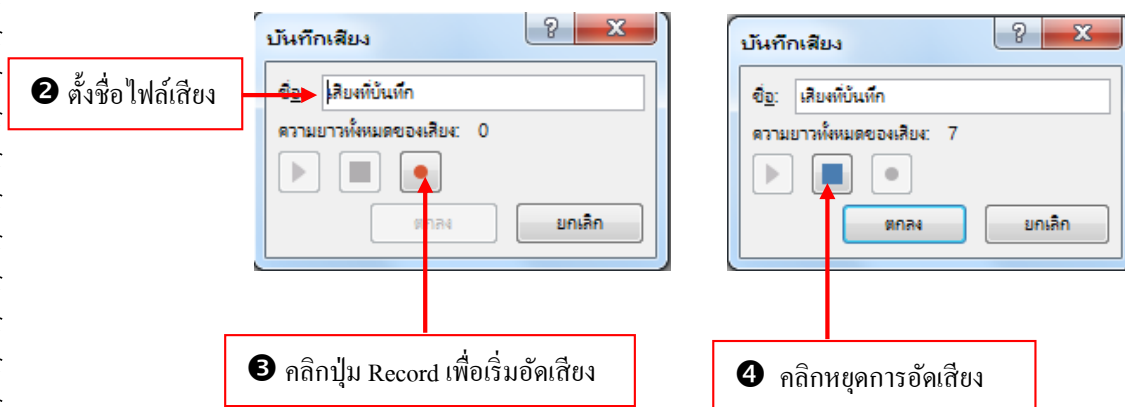 บันทึกเสียง
❷ ตั้งชื่อไฟล์เสียง
ชื่อ: เสียงที่บันทึก
ความยาวทั้งหมดของเสียง: 0
ตกลง ยกเลิก
❸ คลิกปุ่ม Record เพื่อเริ่มอัดเสียง
บันทึกเสียง
ชื่อ: เสียงที่บันทึก
ความยาวทั้งหมดของเสียง: 7
ตกลง ยกเลิก
❹ คลิกหยุดการอัดเสียง